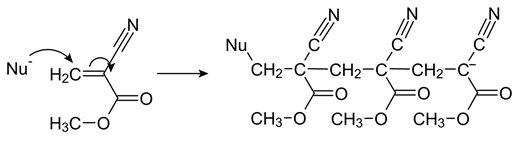 N N N N
Nu
Nu⁻ H₂C CH₂–C–CH₂–C–CH₂–C⁻
O O O O
H₃C–O CH₃–O CH₃–O CH₃–O